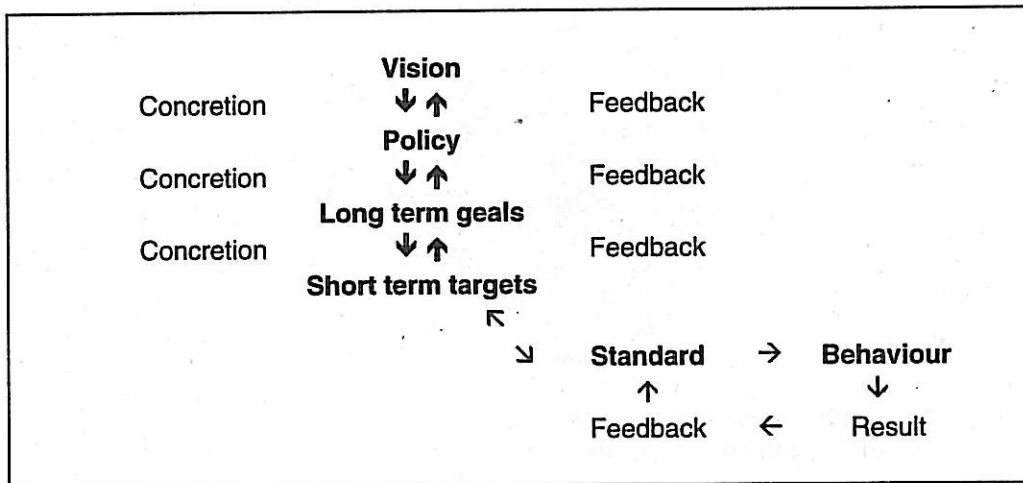 Vision
Concretion ↓ ↑ Feedback
Policy
Concretion ↓ ↑ Feedback
Long term geals
Concretion ↓ ↑ Feedback
Short term targets
↖
↘ Standard → Behaviour
↑ ↓
Feedback ← Result